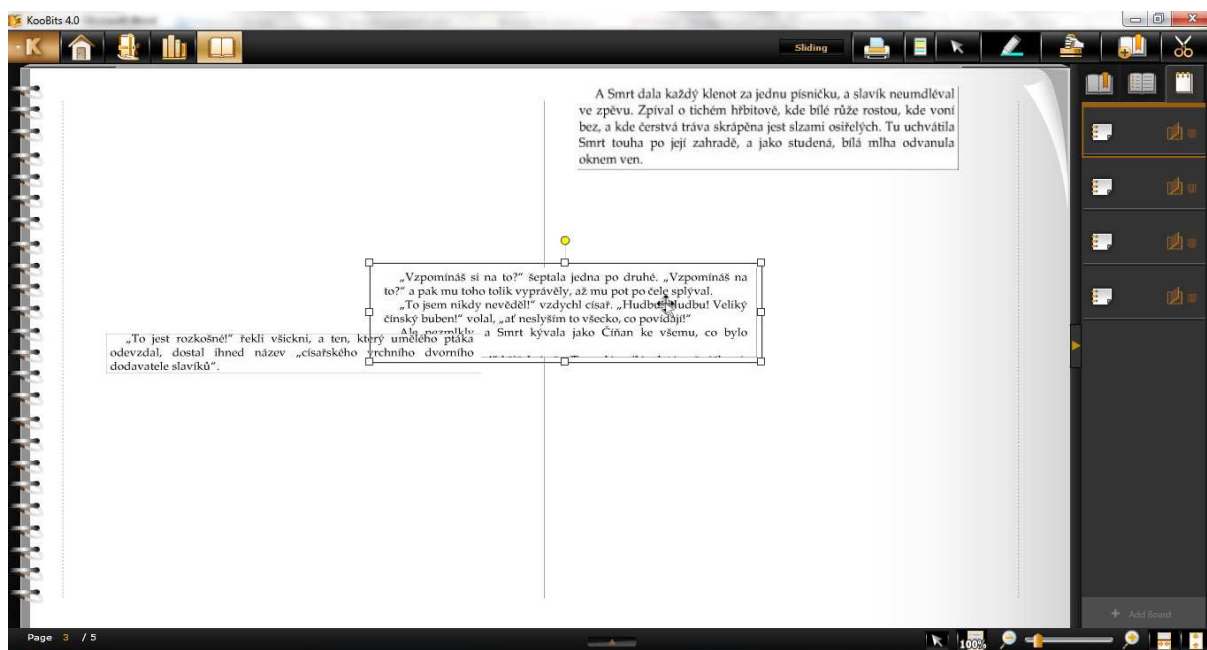 KooBits 4.0
K
Sliding
A Smrt dala každý klenot za jednu písničku, a slavík neumdléval
ve zpěvu. Zpíval o tichém hřbitově, kde bílé růže rostou, kde voní
bez, a kde čerstvá tráva skrápěna jest slzami osiřelých. Tu uchvátila
Smrt touha po její zahradě, a jako studená, bílá mlha odvanula
oknem ven.
„Vzpomínáš si na to?“ šeptala jedna po druhé. „Vzpomínáš na
to?“ a pak mu toho tolik vyprávěly, až mu pot po čele splýval.
„To jsem nikdy nevěděl!“ vzdychl císař. „Hudbu! Hudbu! Veliký
čínský buben!“ volal, „ať neslyším to všecko, co povídají!“
Ale nezmlkly a Smrt kývala jako Číňan ke všemu, co bylo
„To jest rozkošné!“ řekli všickni, a ten, který umělého ptáka
odevzdal, dostal ihned název „císařského vrchního dvorního
dodavatele slavíků“.
+ Add Board
Page 3 / 5
100%